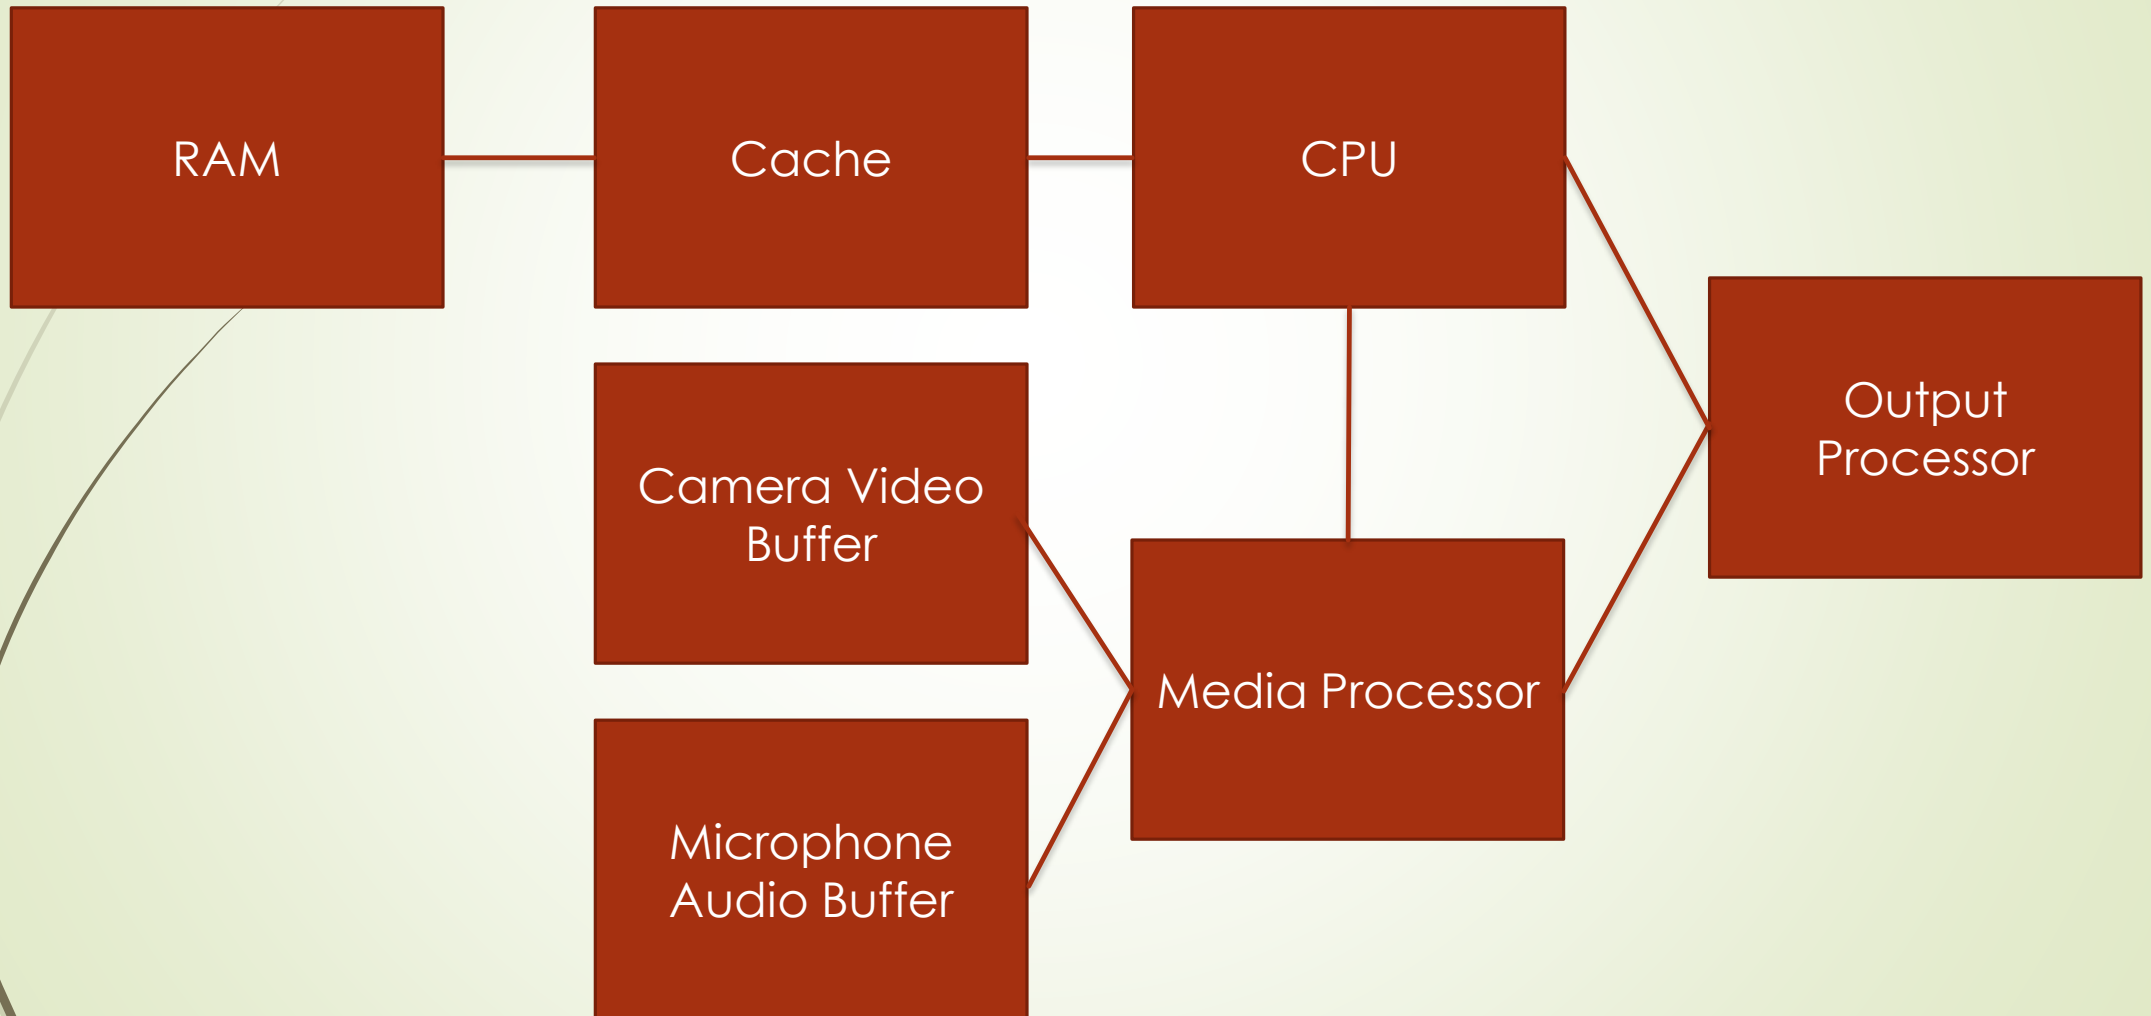 RAM
Cache
CPU
Output
Processor
Camera Video
Buffer
Media Processor
Microphone
Audio Buffer